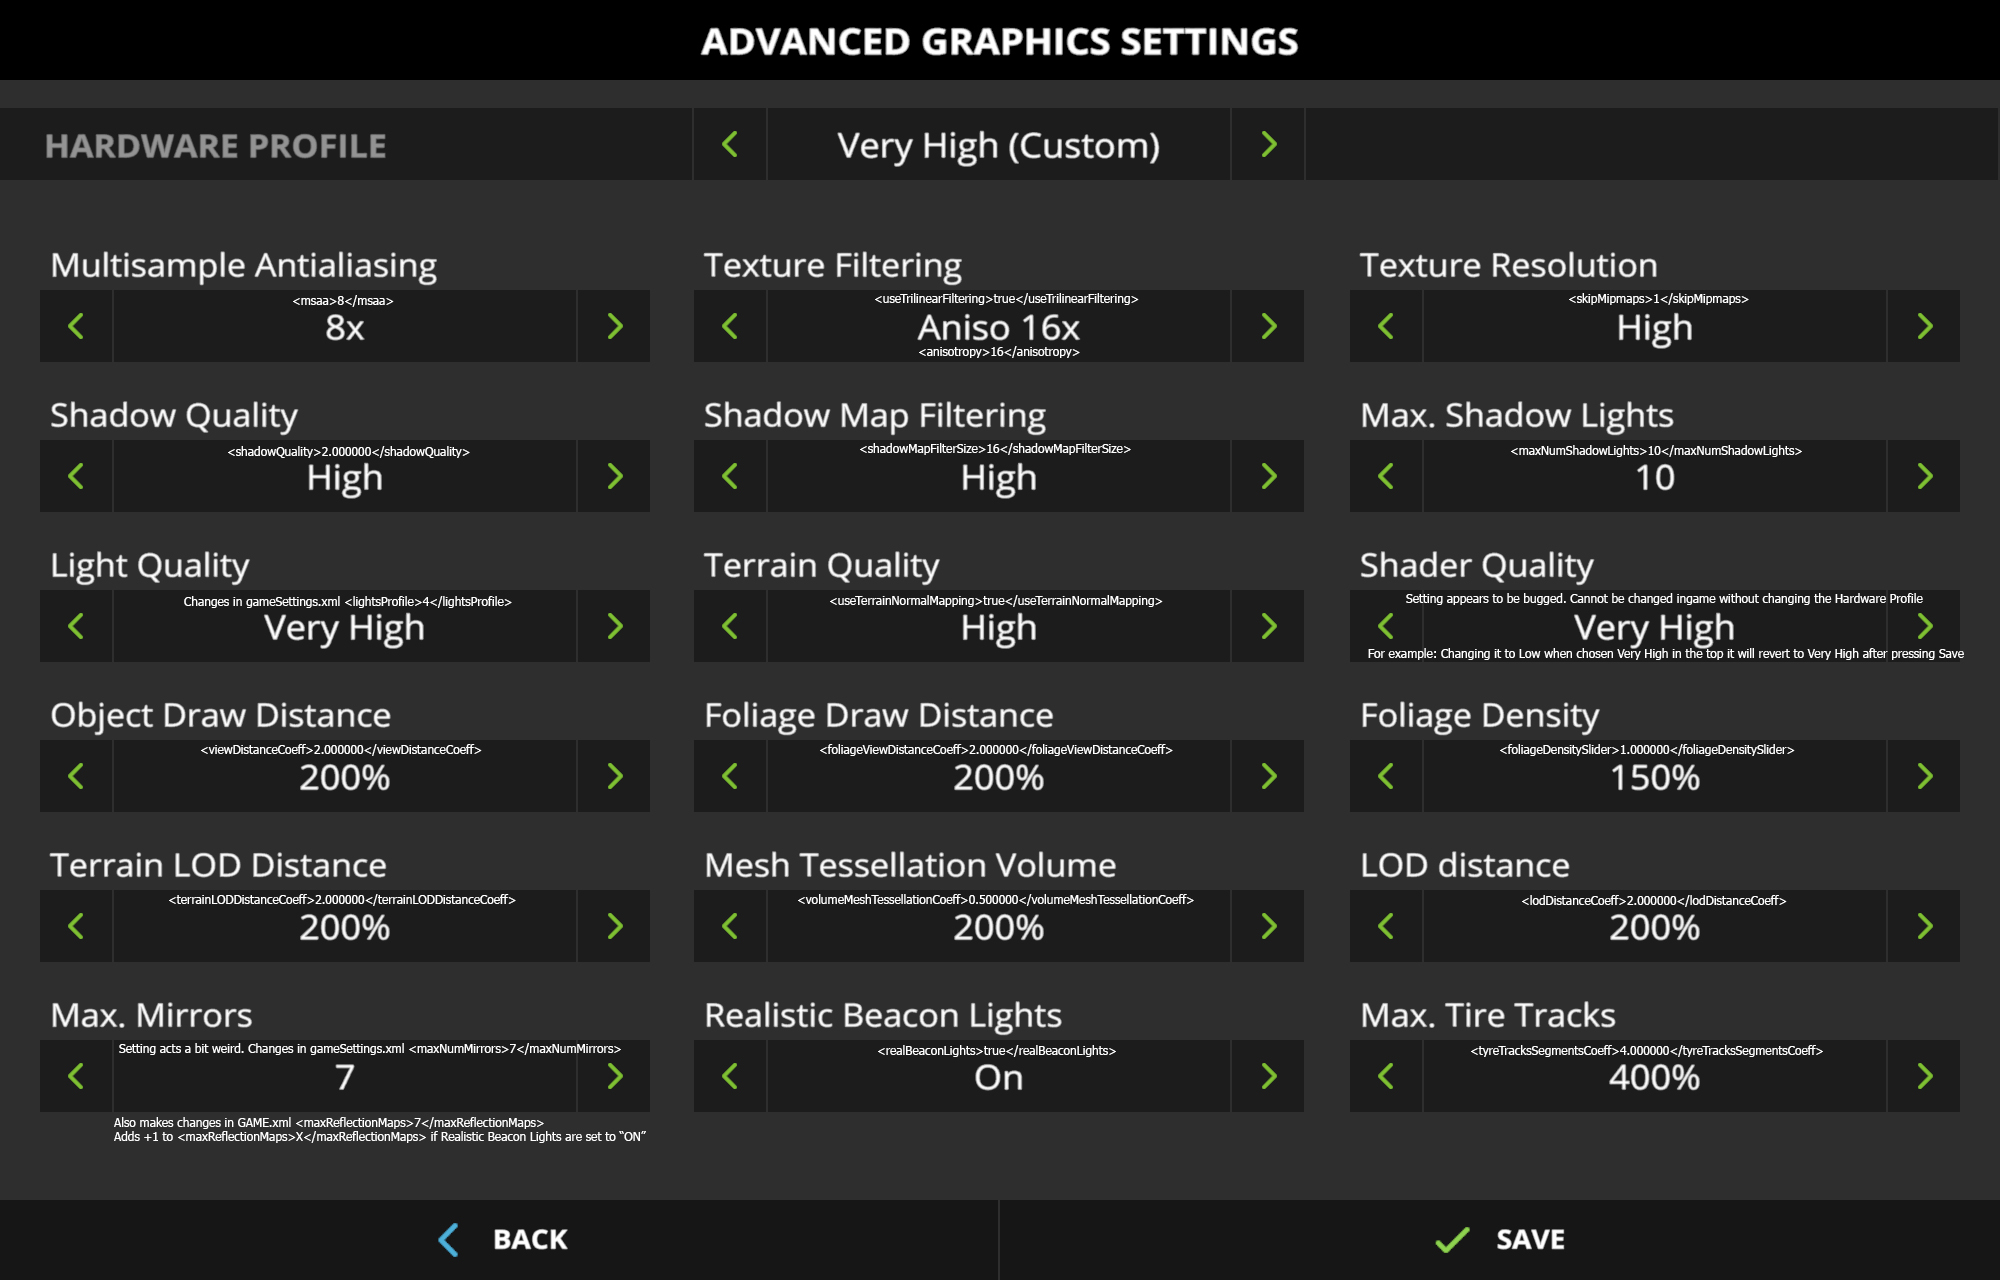 ADVANCED GRAPHICS SETTINGS
HARDWARE PROFILE
Very High (Custom)
Multisample Antialiasing
<msaa>8</msaa>
8x
Texture Filtering
<useTrilinearFiltering>true</useTrilinearFiltering>
Aniso 16x
<anisotropy>16</anisotropy>
Texture Resolution
<skipMipmaps>1</skipMipmaps>
High
Shadow Quality
<shadowQuality>2.000000</shadowQuality>
High
Shadow Map Filtering
<shadowMapFilterSize>16</shadowMapFilterSize>
High
Max. Shadow Lights
<maxNumShadowLights>10</maxNumShadowLights>
10
Light Quality
Changes in gameSettings.xml <lightsProfile>4</lightsProfile>
Very High
Terrain Quality
<useTerrainNormalMapping>true</useTerrainNormalMapping>
High
Shader Quality
Setting appears to be bugged. Cannot be changed ingame without changing the Hardware Profile
Very High
For example: Changing it to Low when chosen Very High in the top it will revert to Very High after pressing Save
Object Draw Distance
<viewDistanceCoeff>2.000000</viewDistanceCoeff>
200%
Foliage Draw Distance
<foliageViewDistanceCoeff>2.000000</foliageViewDistanceCoeff>
200%
Foliage Density
<foliageDensitySlider>1.000000</foliageDensitySlider>
150%
Terrain LOD Distance
<terrainLODDistanceCoeff>2.000000</terrainLODDistanceCoeff>
200%
Mesh Tessellation Volume
<volumeMeshTessellationCoeff>0.500000</volumeMeshTessellationCoeff>
200%
LOD distance
<lodDistanceCoeff>2.000000</lodDistanceCoeff>
200%
Max. Mirrors
Setting acts a bit weird. Changes in gameSettings.xml <maxNumMirrors>7</maxNumMirrors>
7
Also makes changes in GAME.xml <maxReflectionMaps>7</maxReflectionMaps>
Adds +1 to <maxReflectionMaps>X</maxReflectionMaps> if Realistic Beacon Lights are set to “ON”
Realistic Beacon Lights
<realBeaconLights>true</realBeaconLights>
On
Max. Tire Tracks
<tyreTracksSegmentsCoeff>4.000000</tyreTracksSegmentsCoeff>
400%
BACK
SAVE